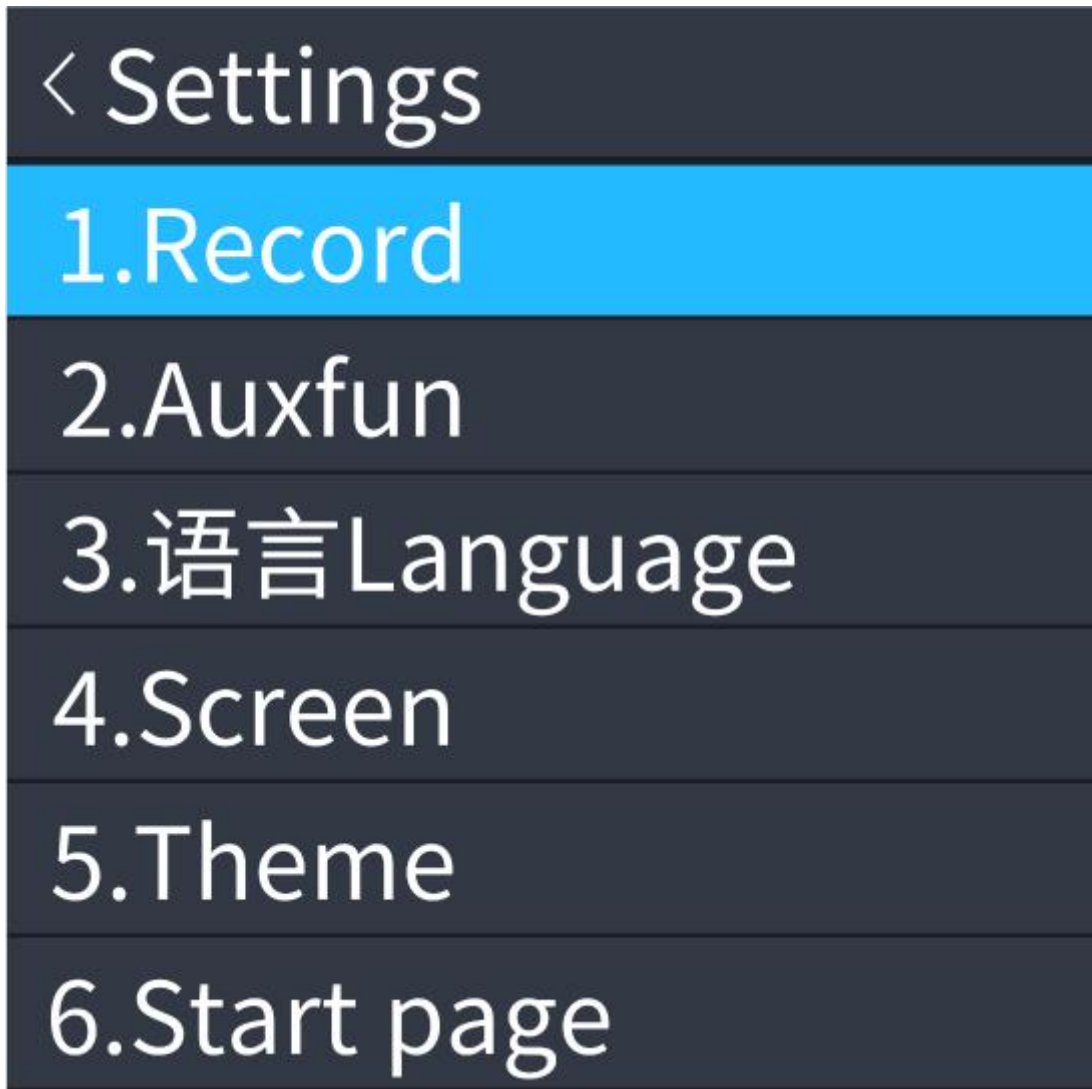 Settings
1.Record
2.Auxfun
3.语言Language
4.Screen
5.Theme
6.Start page